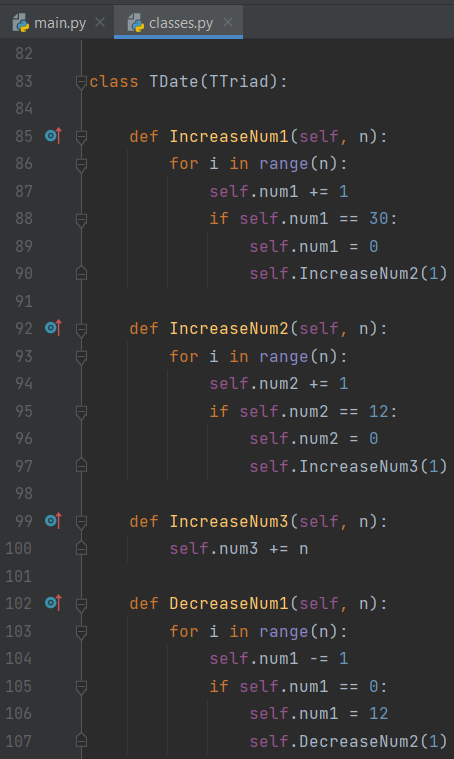 main.py classes.py
82
83 class TDate(TTriad):
84
85 def IncreaseNum1(self, n):
86 for i in range(n):
87 self.num1 += 1
88 if self.num1 == 30:
89 self.num1 = 0
90 self.IncreaseNum2(1)
91
92 def IncreaseNum2(self, n):
93 for i in range(n):
94 self.num2 += 1
95 if self.num2 == 12:
96 self.num2 = 0
97 self.IncreaseNum3(1)
98
99 def IncreaseNum3(self, n):
100 self.num3 += n
101
102 def DecreaseNum1(self, n):
103 for i in range(n):
104 self.num1 -= 1
105 if self.num1 == 0:
106 self.num1 = 12
107 self.DecreaseNum2(1)